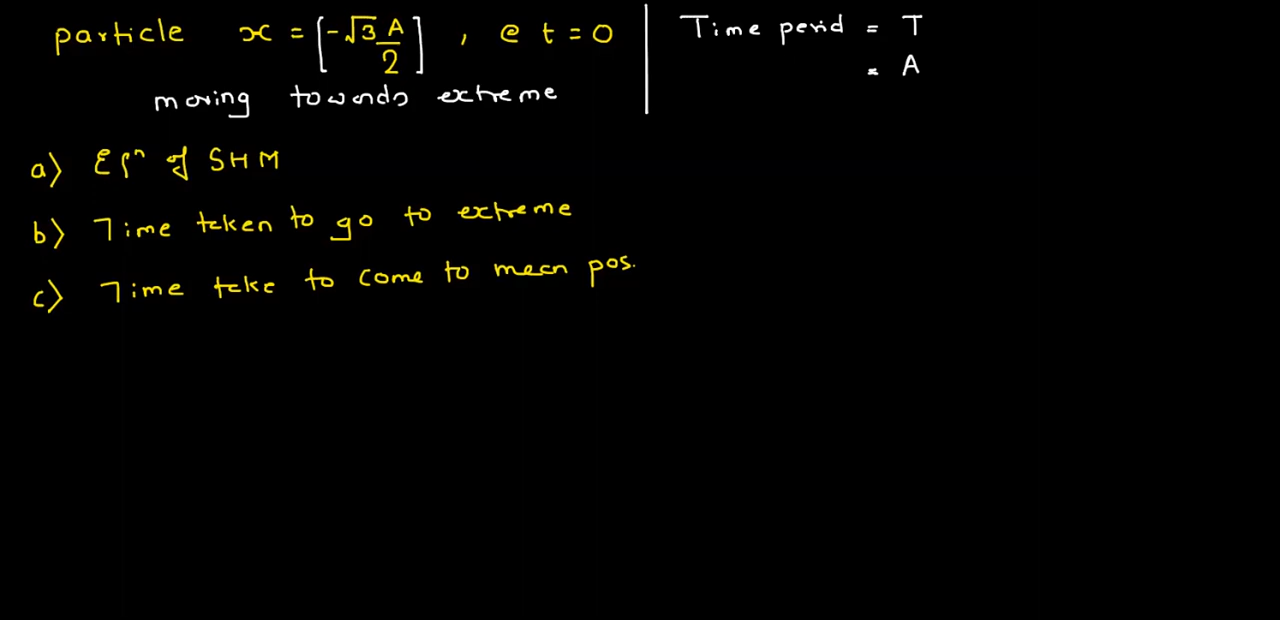 particle x = [-√3 A/2] , @ t = 0
moving towards extreme
Time period = T
= A
a) Eqn of SHM
b) Time taken to go to extreme
c) Time take to come to mean pos.